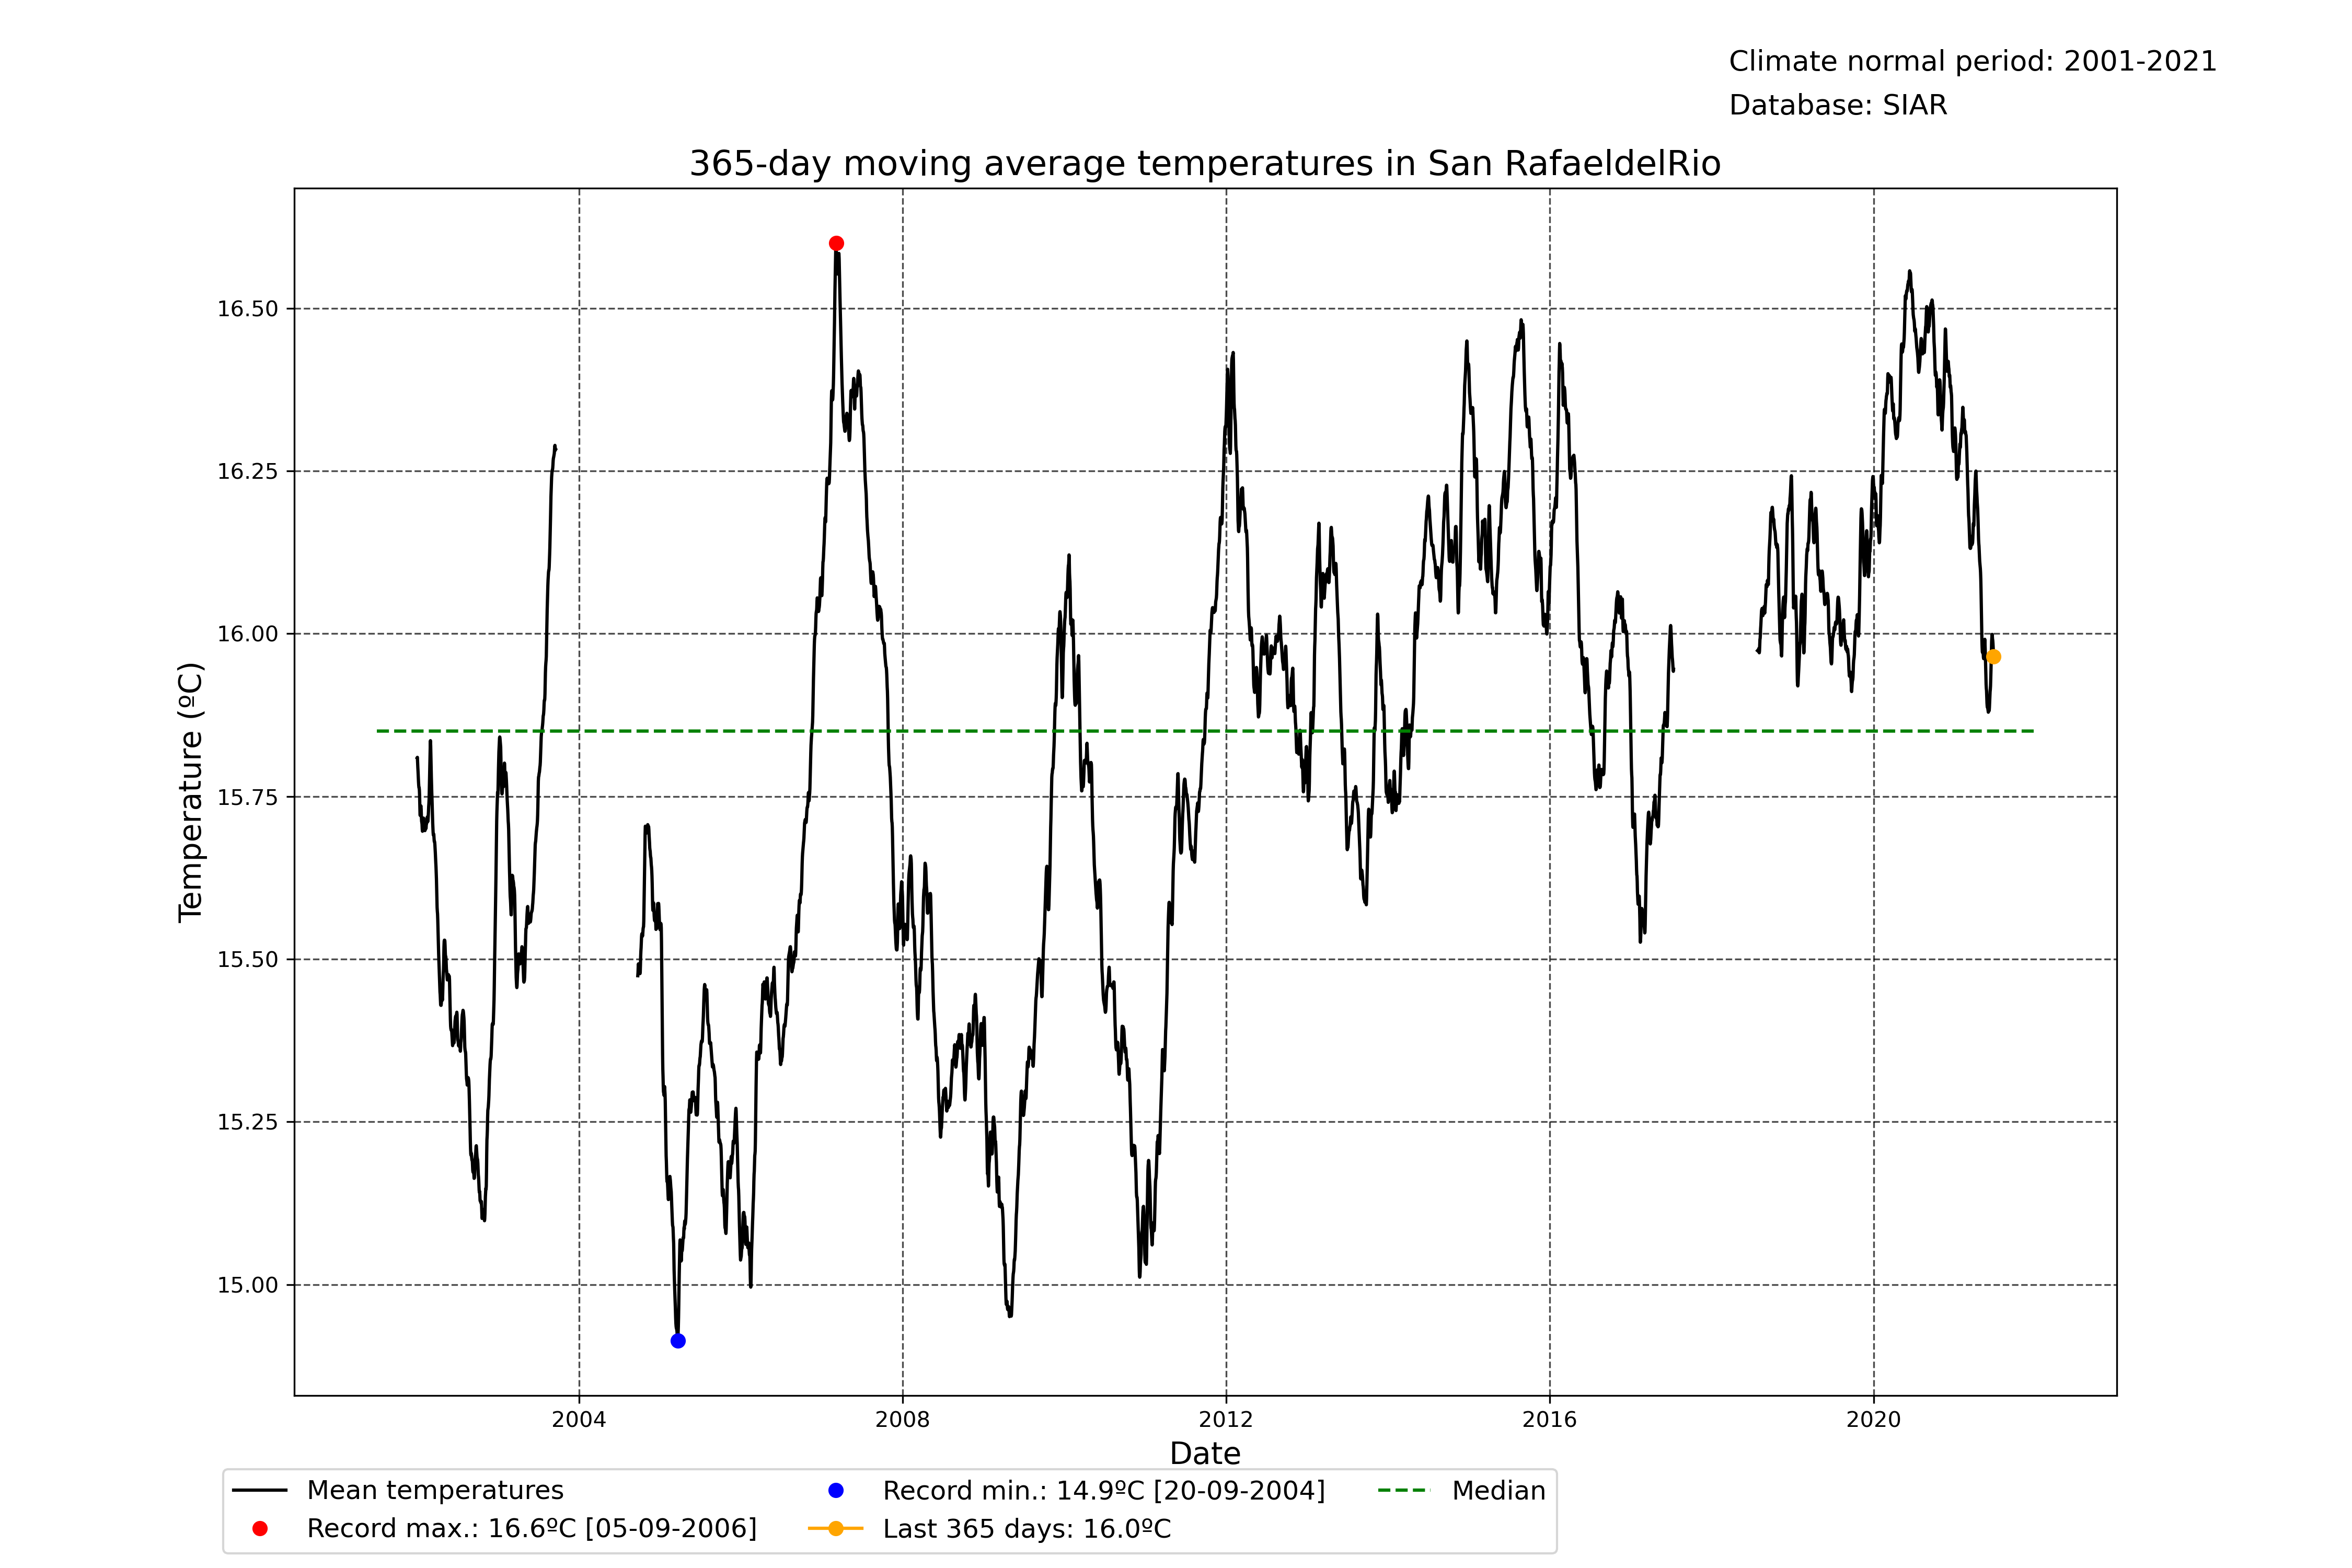 Climate normal period: 2001-2021
Database: SIAR
365-day moving average temperatures in San RafaeldelRio
Temperature (ºC)
16.50
16.25
16.00
15.75
15.50
15.25
15.00
2004
2008
2012
2016
2020
Date
Mean temperatures
Record max.: 16.6ºC [05-09-2006]
Record min.: 14.9ºC [20-09-2004]
Last 365 days: 16.0ºC
Median